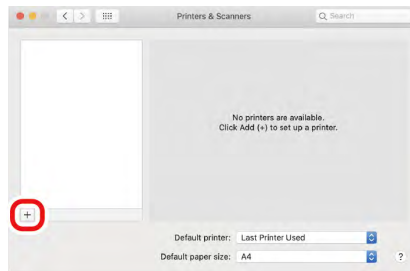 Printers & Scanners
Search
No printers are available.
Click Add (+) to set up a printer.
+
Default printer: Last Printer Used
Default paper size: A4
?